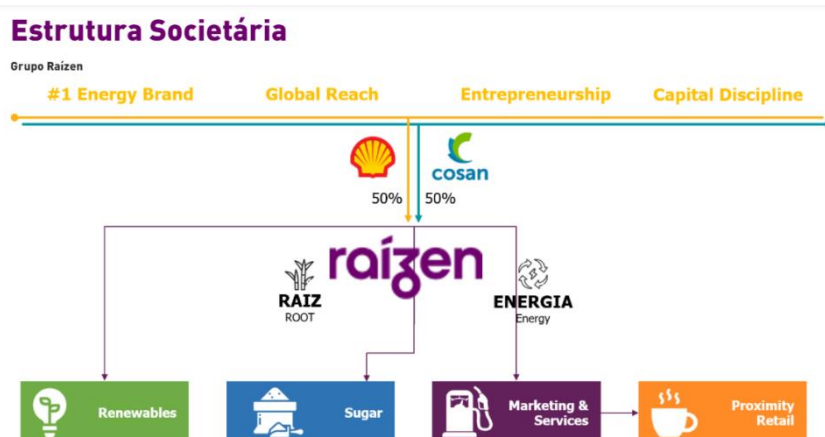 Estrutura Societária
Grupo Raízen
#1 Energy Brand Global Reach Entrepreneurship Capital Discipline
cosan
50% 50%
raízen
RAIZ ENERGIA
ROOT Energy
Renewables Sugar Marketing & Services Proximity Retail